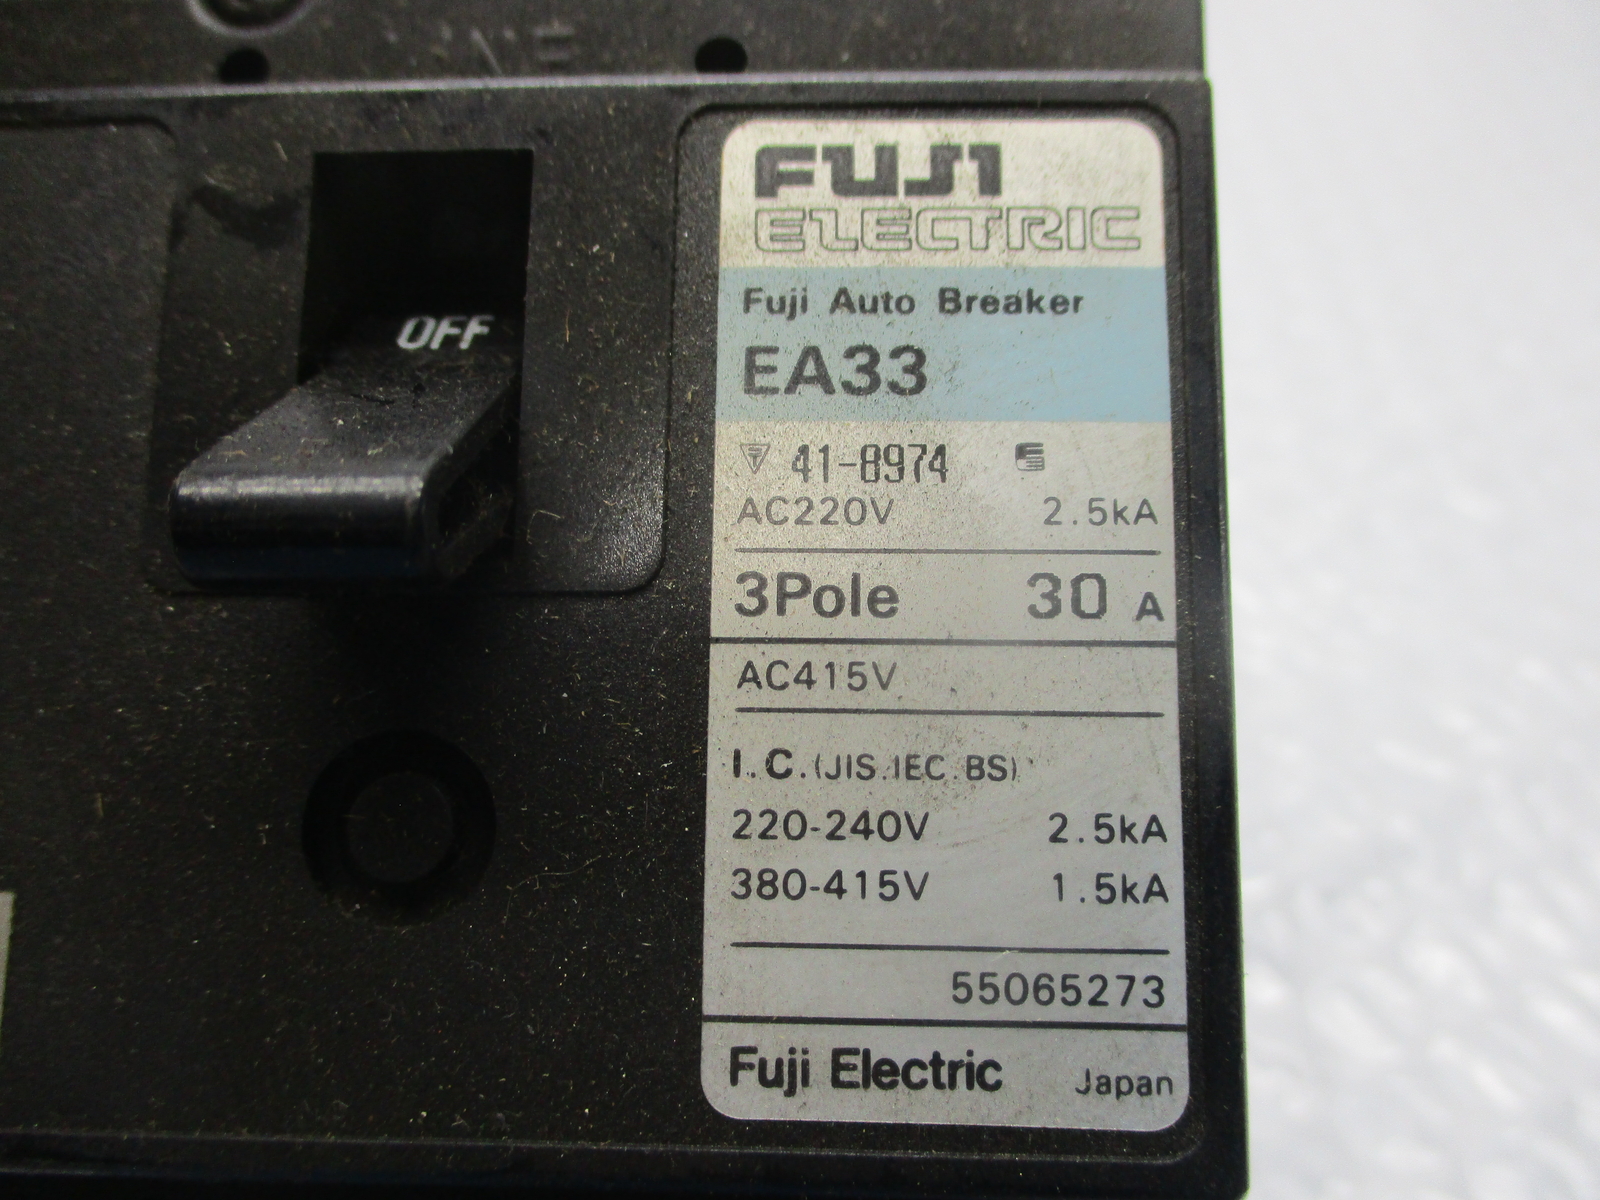 LINE
OFF
FUJI
ELECTRIC
Fuji Auto Breaker
EA33
41-8974
AC220V 2.5kA
3Pole 30 A
AC415V
I.C.(JIS.IEC.BS)
220-240V 2.5kA
380-415V 1.5kA
55065273
Fuji Electric Japan